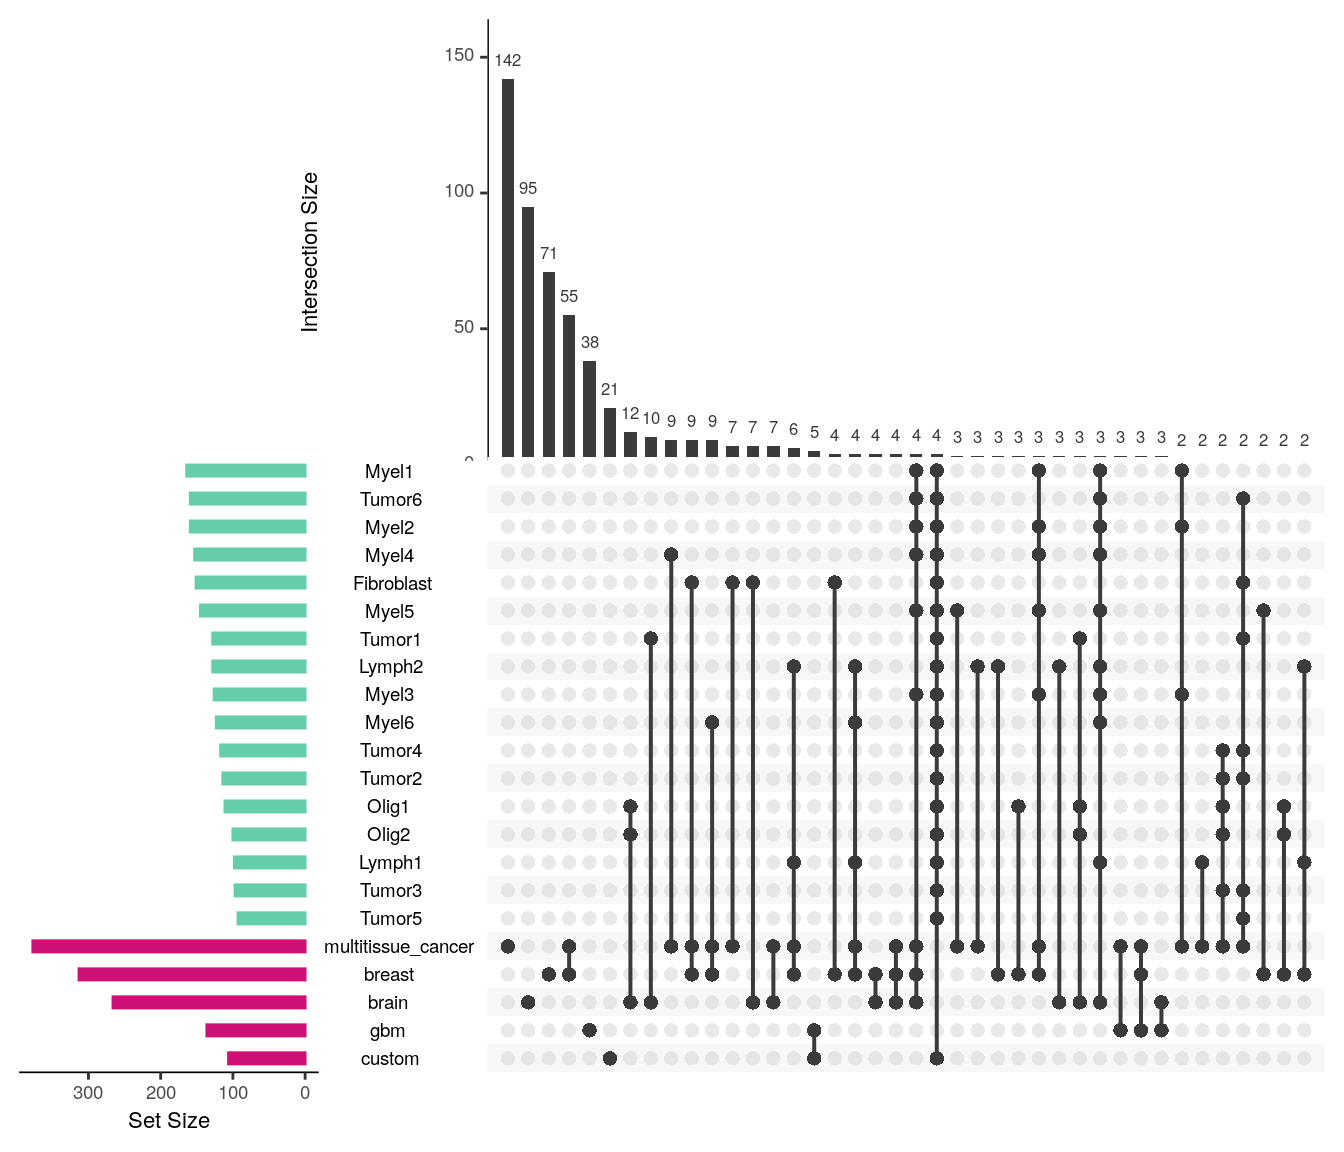 150
142
100
95
71
55
50
38
21
12 10 9 9 9 7 7 7 6 5 4 4 4 4 4 4 3 3 3 3 3 3 3 3 3 3 3 2 2 2 2 2 2 2
0
Intersection Size
Myel1
Tumor6
Myel2
Myel4
Fibroblast
Myel5
Tumor1
Lymph2
Myel3
Myel6
Tumor4
Tumor2
Olig1
Olig2
Lymph1
Tumor3
Tumor5
multitissue_cancer
breast
brain
gbm
custom
300 200 100 0
Set Size